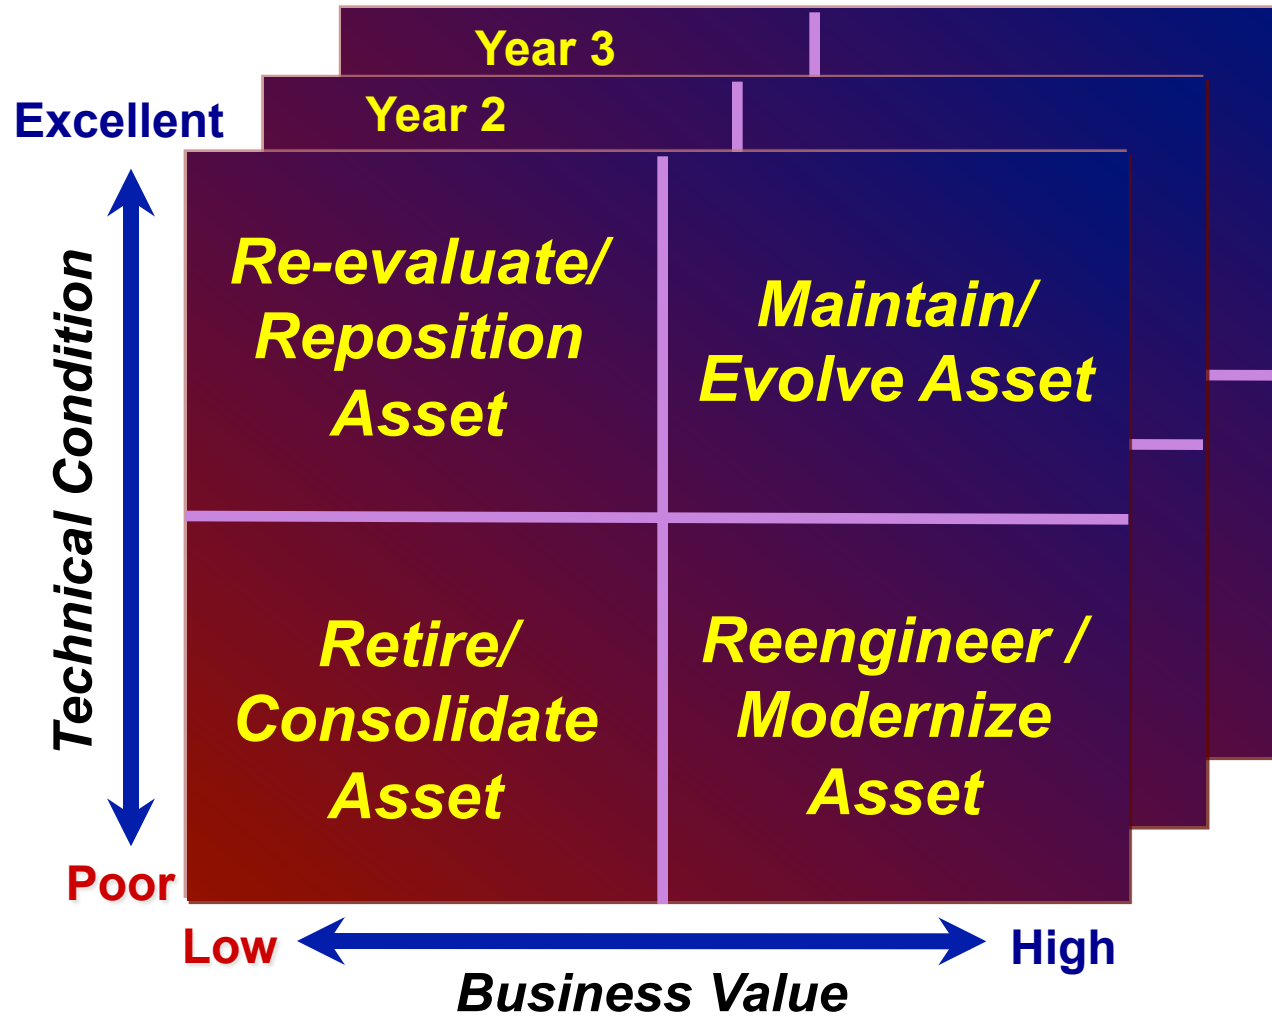 Year 3
Year 2
Excellent
Re-evaluate/
Reposition
Asset
Maintain/
Evolve Asset
Technical Condition
Retire/
Consolidate
Asset
Reengineer /
Modernize
Asset
Poor
Low
High
Business Value